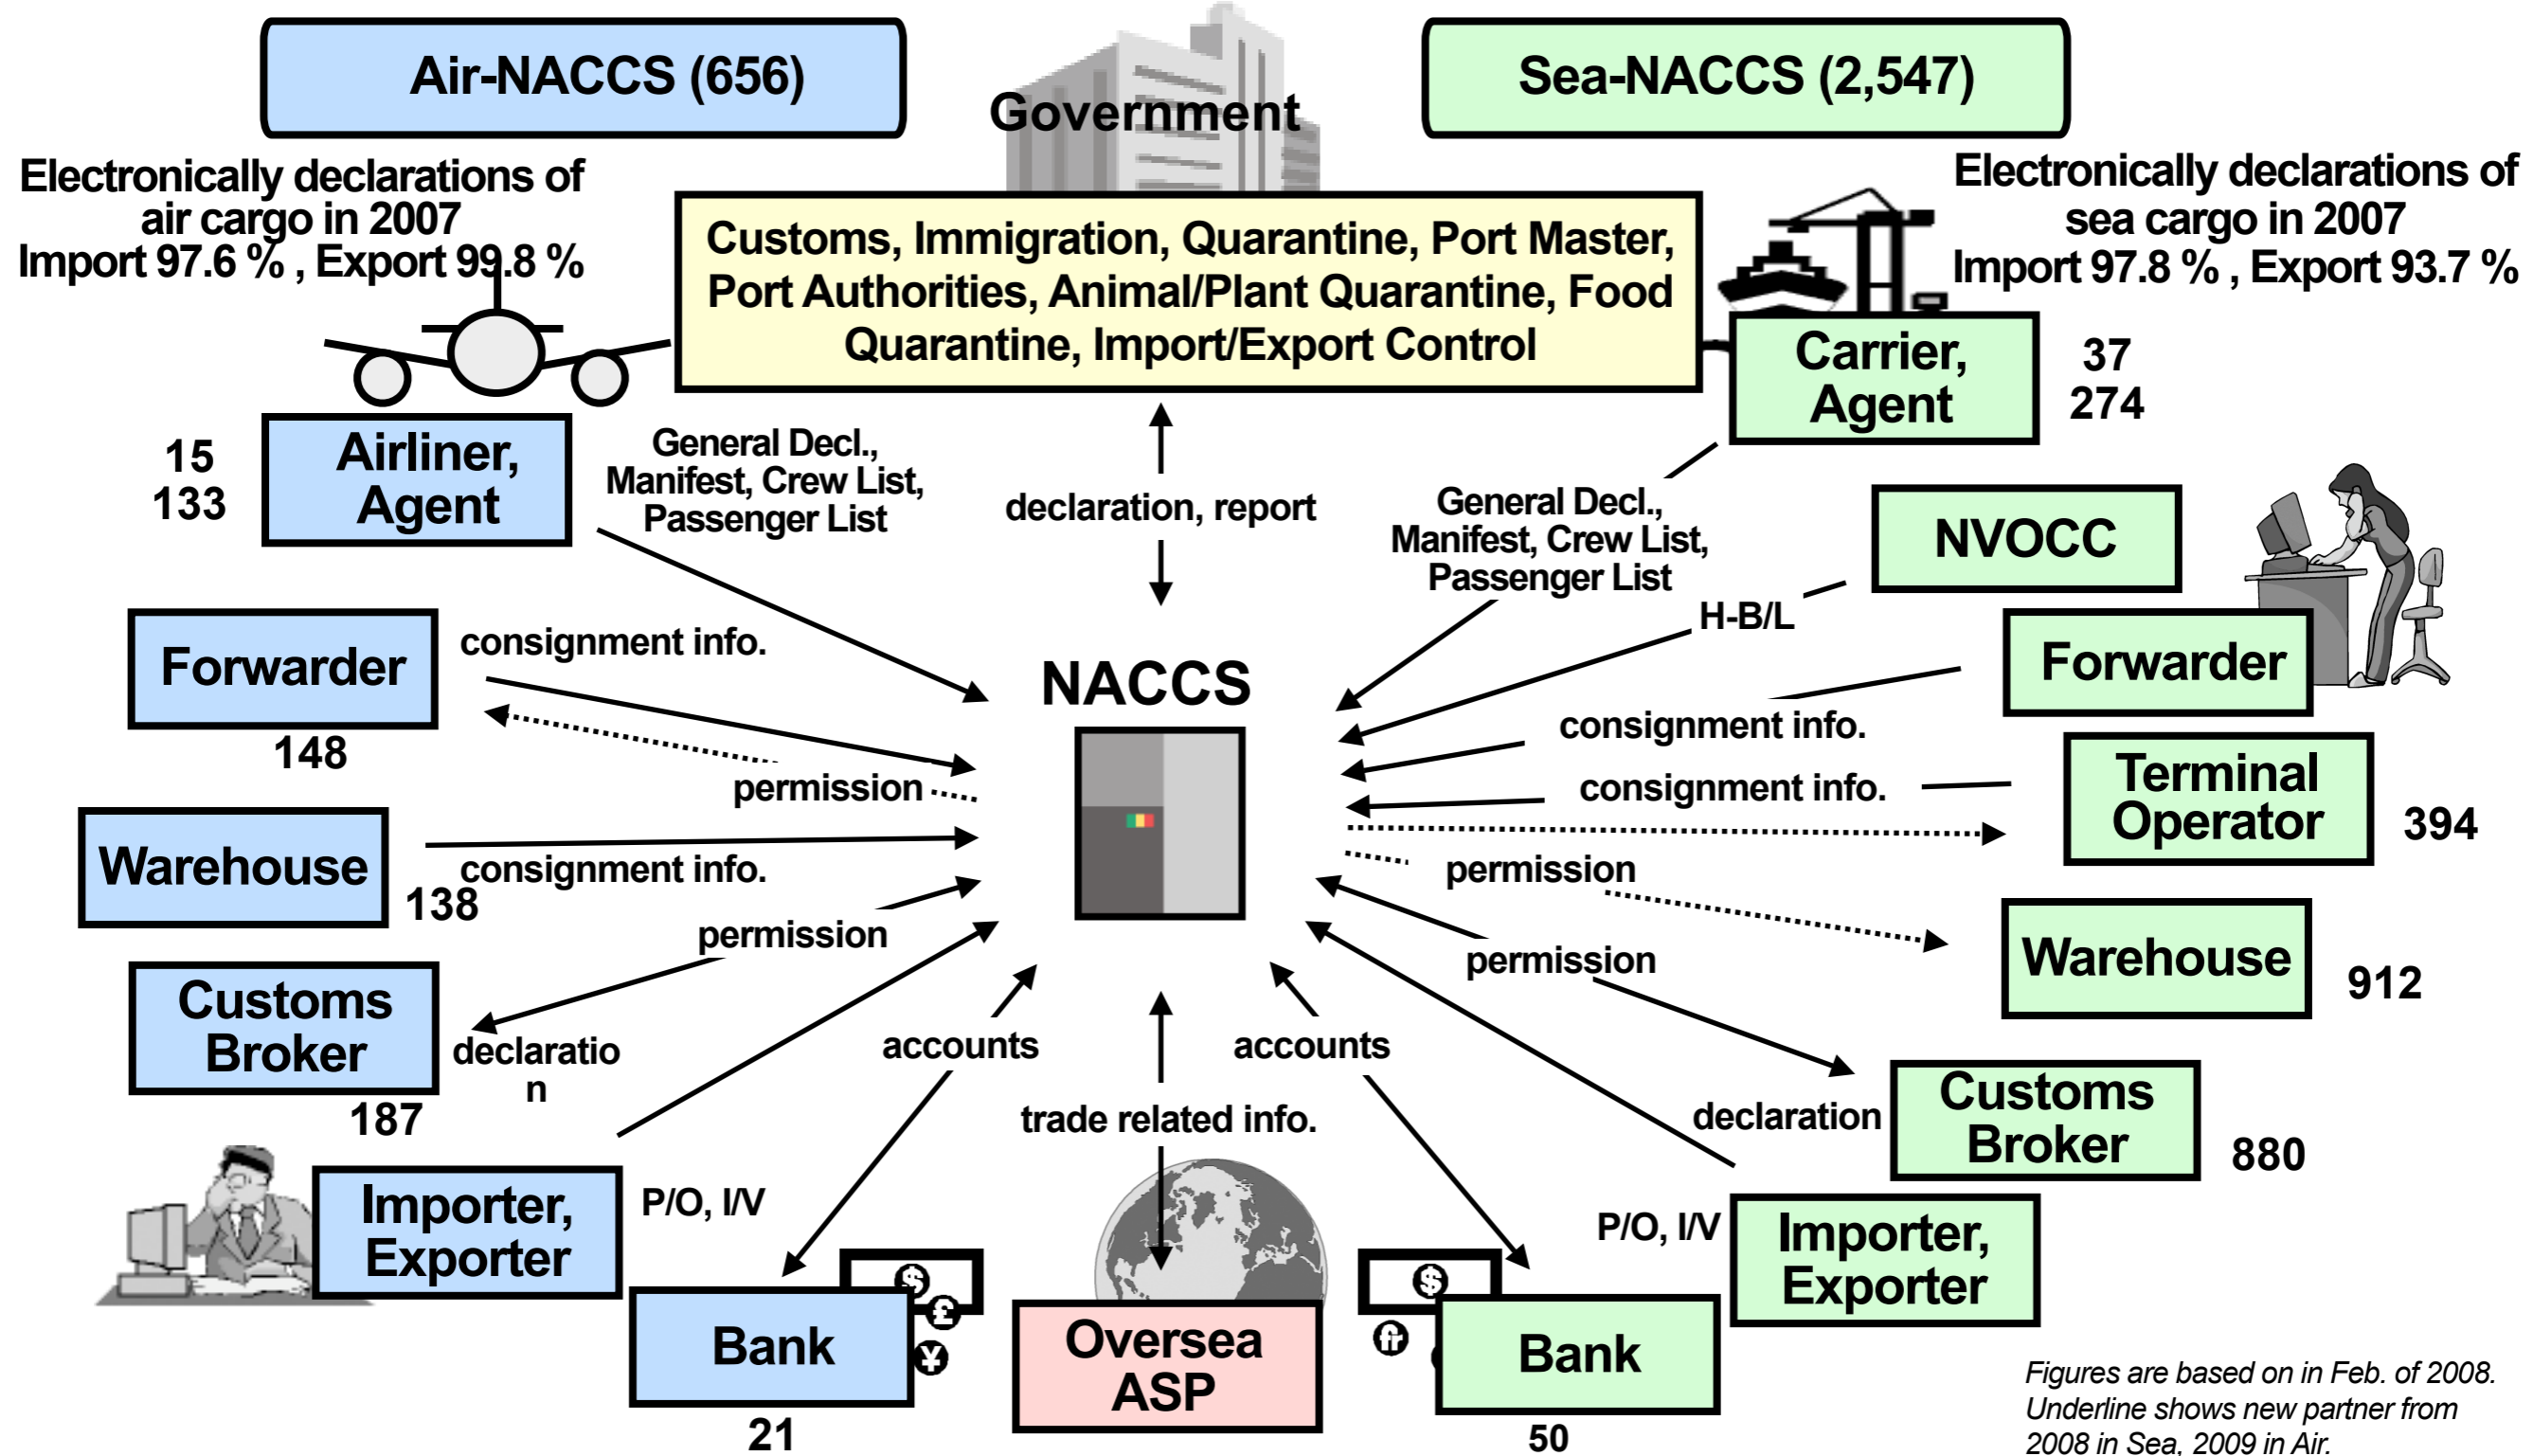 Air-NACCS (656)
Government
Sea-NACCS (2,547)
Electronically declarations of
air cargo in 2007
Import 97.6 % , Export 99.8 %
Customs, Immigration, Quarantine, Port Master,
Port Authorities, Animal/Plant Quarantine, Food
Quarantine, Import/Export Control
Electronically declarations of
sea cargo in 2007
Import 97.8 % , Export 93.7 %
Carrier,
Agent
37
274
15
133
Airliner,
Agent
General Decl.,
Manifest, Crew List,
Passenger List
declaration, report
General Decl.,
Manifest, Crew List,
Passenger List
NVOCC
H-B/L
Forwarder
148
consignment info.
permission
NACCS
Forwarder
consignment info.
Terminal
Operator
394
consignment info.
permission
Warehouse
138
consignment info.
permission
Warehouse
912
permission
Customs
Broker
187
declaratio
n
accounts
accounts
trade related info.
declaration
Customs
Broker
880
Importer,
Exporter
P/O, I/V
P/O, I/V
Importer,
Exporter
$
£
¥
$
fr
Bank
21
Oversea
ASP
Bank
50
Figures are based on in Feb. of 2008.
Underline shows new partner from
2008 in Sea, 2009 in Air.